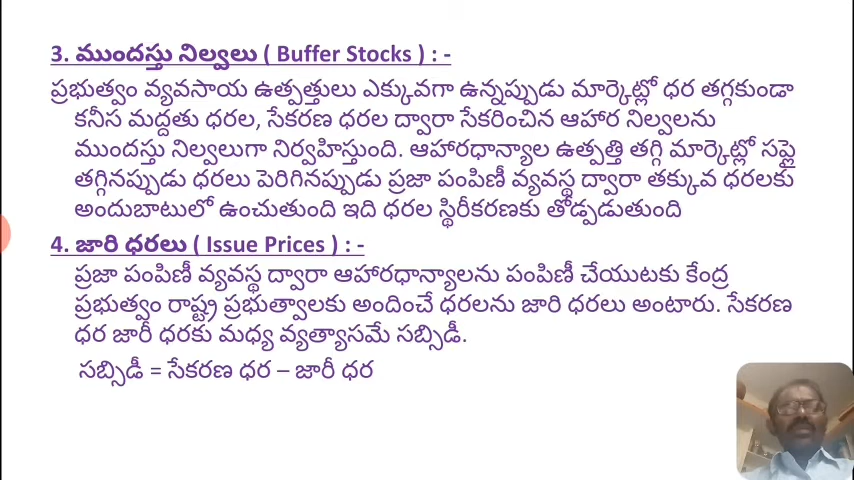 3. ముందస్తు నిల్వలు ( Buffer Stocks ) : -
ప్రభుత్వం వ్యవసాయ ఉత్పత్తులు ఎక్కువగా ఉన్నప్పుడు మార్కెట్లో ధర తగ్గకుండా
కనీస మద్దతు ధరల, సేకరణ ధరల ద్వారా సేకరించిన ఆహార నిల్వలను
ముందస్తు నిల్వలుగా నిర్వహిస్తుంది. ఆహారధాన్యాల ఉత్పత్తి తగ్గి మార్కెట్లో సప్లై
తగ్గినప్పుడు ధరలు పెరిగినప్పుడు ప్రజా పంపిణీ వ్యవస్థ ద్వారా తక్కువ ధరలకు
అందుబాటులో ఉంచుతుంది ఇది ధరల స్థిరీకరణకు తోడ్పడుతుంది
4. జారి ధరలు ( Issue Prices ) : -
ప్రజా పంపిణీ వ్యవస్థ ద్వారా ఆహారధాన్యాలను పంపిణీ చేయుటకు కేంద్ర
ప్రభుత్వం రాష్ట్ర ప్రభుత్వాలకు అందించే ధరలను జారి ధరలు అంటారు. సేకరణ
ధర జారీ ధరకు మధ్య వ్యత్యాసమే సబ్సిడీ.
సబ్సిడీ = సేకరణ ధర – జారీ ధర